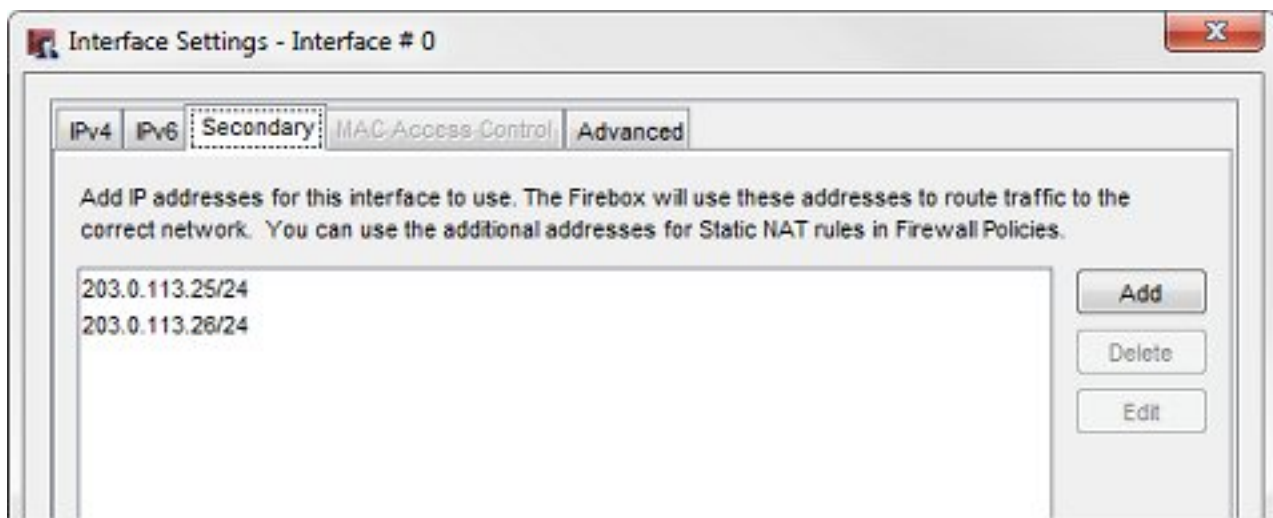 Interface Settings - Interface # 0
IPv4 IPv6 Secondary MAC Access Control Advanced
Add IP addresses for this interface to use. The Firebox will use these addresses to route traffic to the
correct network. You can use the additional addresses for Static NAT rules in Firewall Policies.
203.0.113.25/24
203.0.113.26/24
Add
Delete
Edit